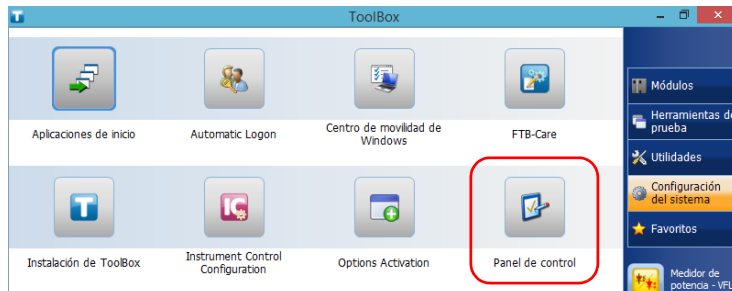 ToolBox
Aplicaciones de inicio
Automatic Logon
Centro de movilidad de
Windows
FTB-Care
Instalación de ToolBox
Instrument Control
Configuration
Options Activation
Panel de control
Módulos
Herramientas de
prueba
Utilidades
Configuración
del sistema
Favoritos
Medidor de
potencia - VFL